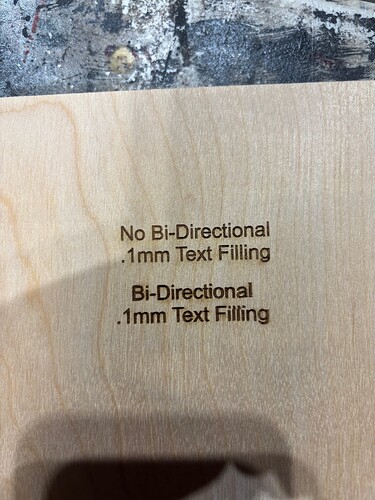 No Bi-Directional
.1mm Text Filling
Bi-Directional
.1mm Text Filling